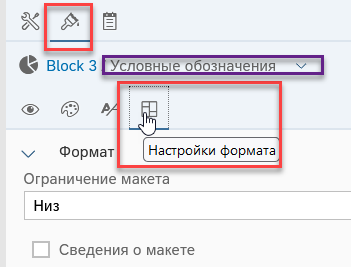 Block 3 Условные обозначения
A
Настройки формата
Формат
Ограничение макета
Низ
Сведения о макете